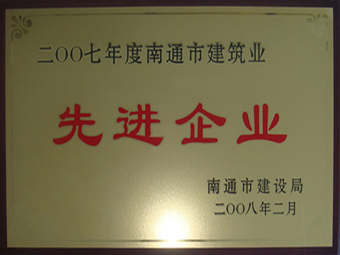 二〇〇七年度南通市建筑业
先进企业
南通市建设局
二〇〇八年二月